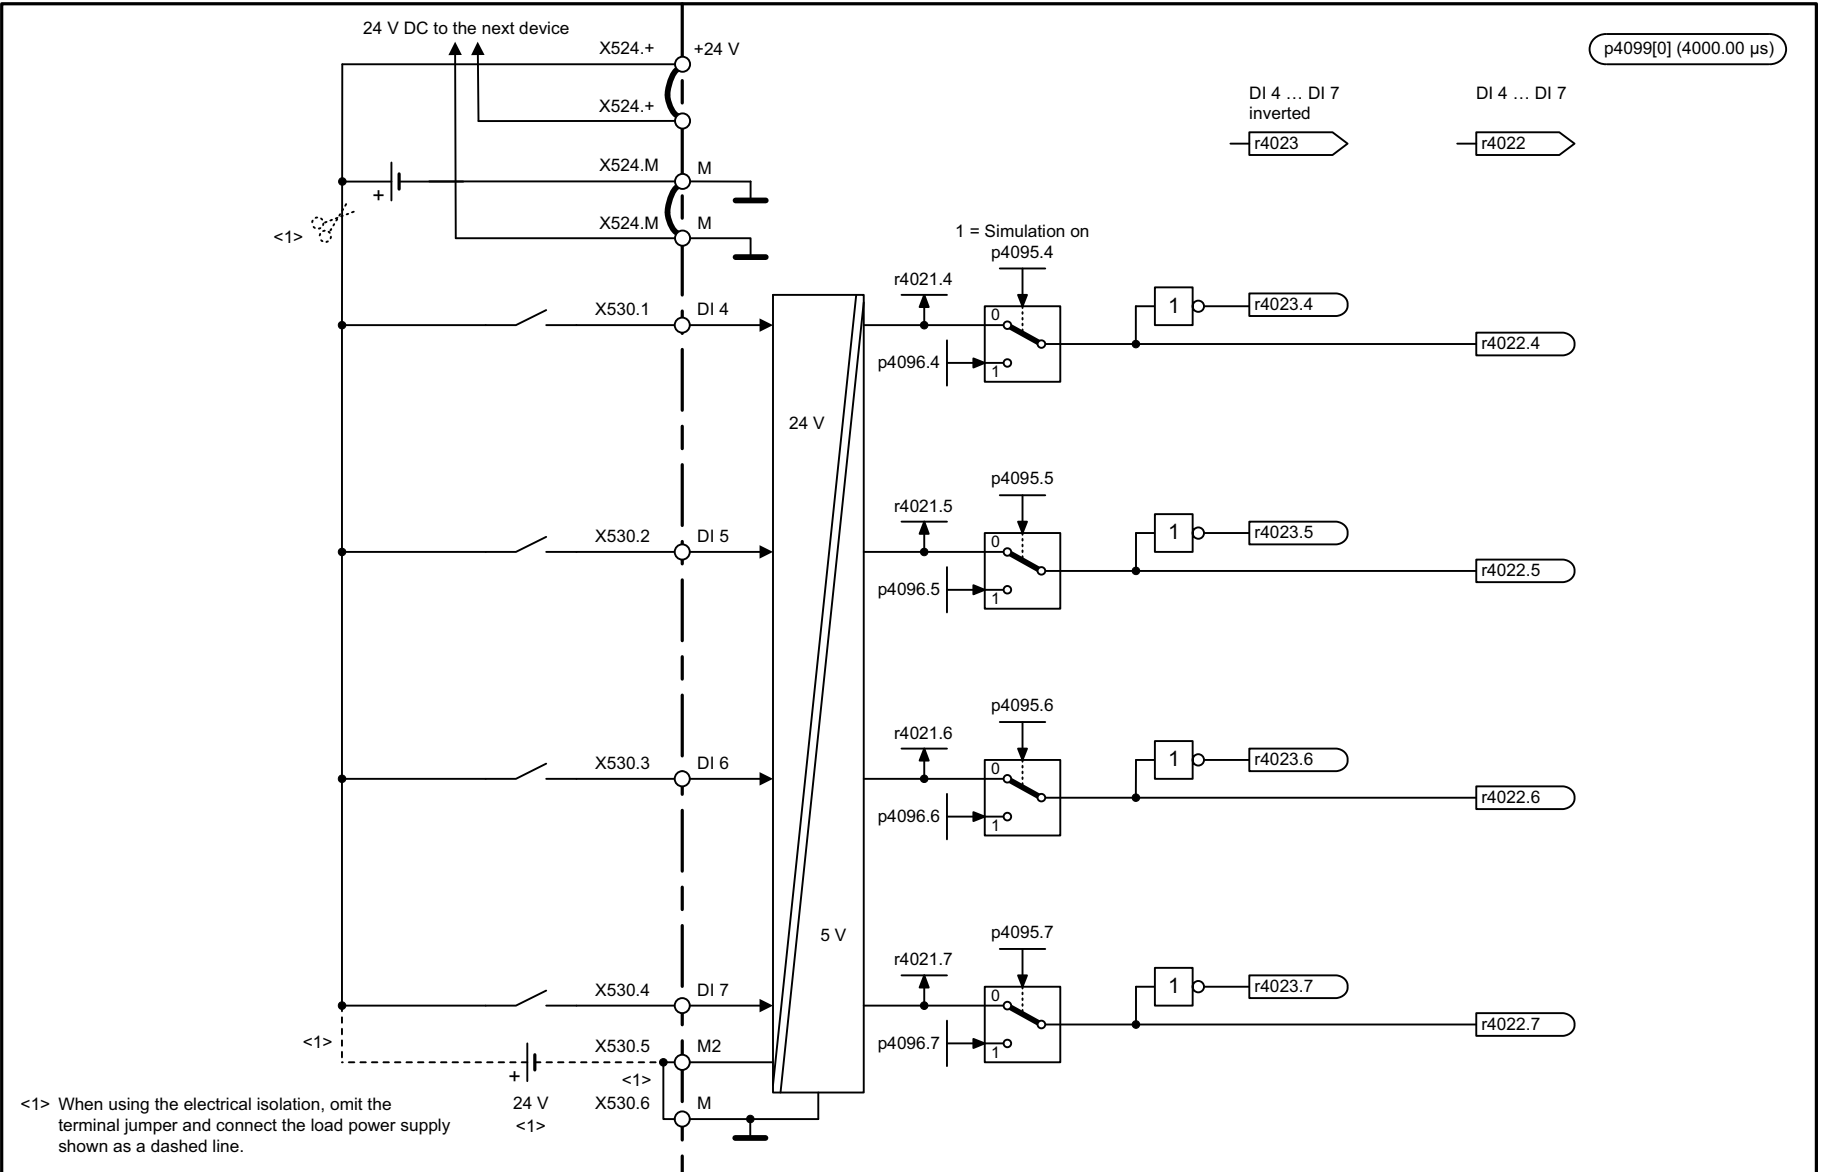 24 V DC to the next device
X524.+
+24 V
p4099[0] (4000.00 µs)
X524.+
DI 4 … DI 7
inverted
r4023
DI 4 … DI 7
r4022
X524.M
M
+
X524.M
M
<1>
1 = Simulation on
p4095.4
r4021.4
X530.1
DI 4
0
1
p4096.4
1
r4023.4
r4022.4
24 V
p4095.5
r4021.5
X530.2
DI 5
0
1
p4096.5
1
r4023.5
r4022.5
p4095.6
r4021.6
X530.3
DI 6
0
1
p4096.6
1
r4023.6
r4022.6
5 V
p4095.7
r4021.7
X530.4
DI 7
0
1
p4096.7
1
r4023.7
r4022.7
<1>
X530.5
M2
+
<1>
24 V
<1>
X530.6
M
<1> When using the electrical isolation, omit the
terminal jumper and connect the load power supply
shown as a dashed line.